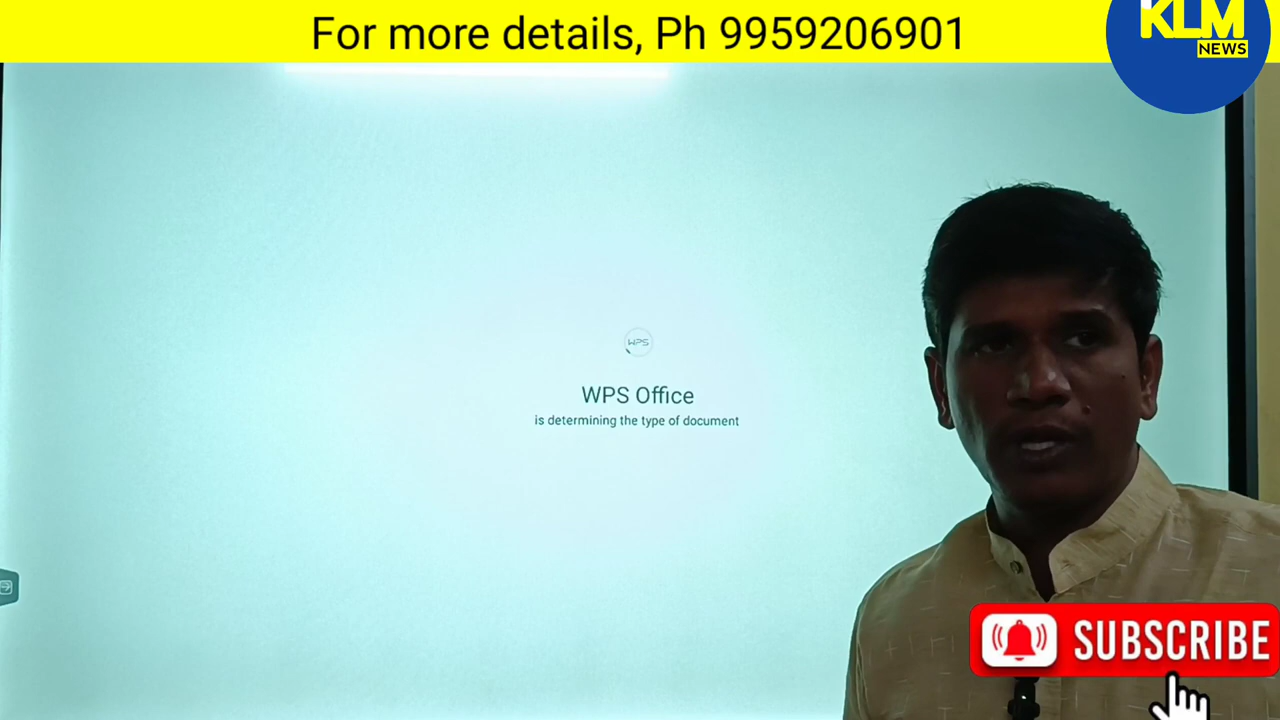 For more details, Ph 9959206901
KLM
NEWS
WPS
WPS Office
is determining the type of document
SUBSCRIBE